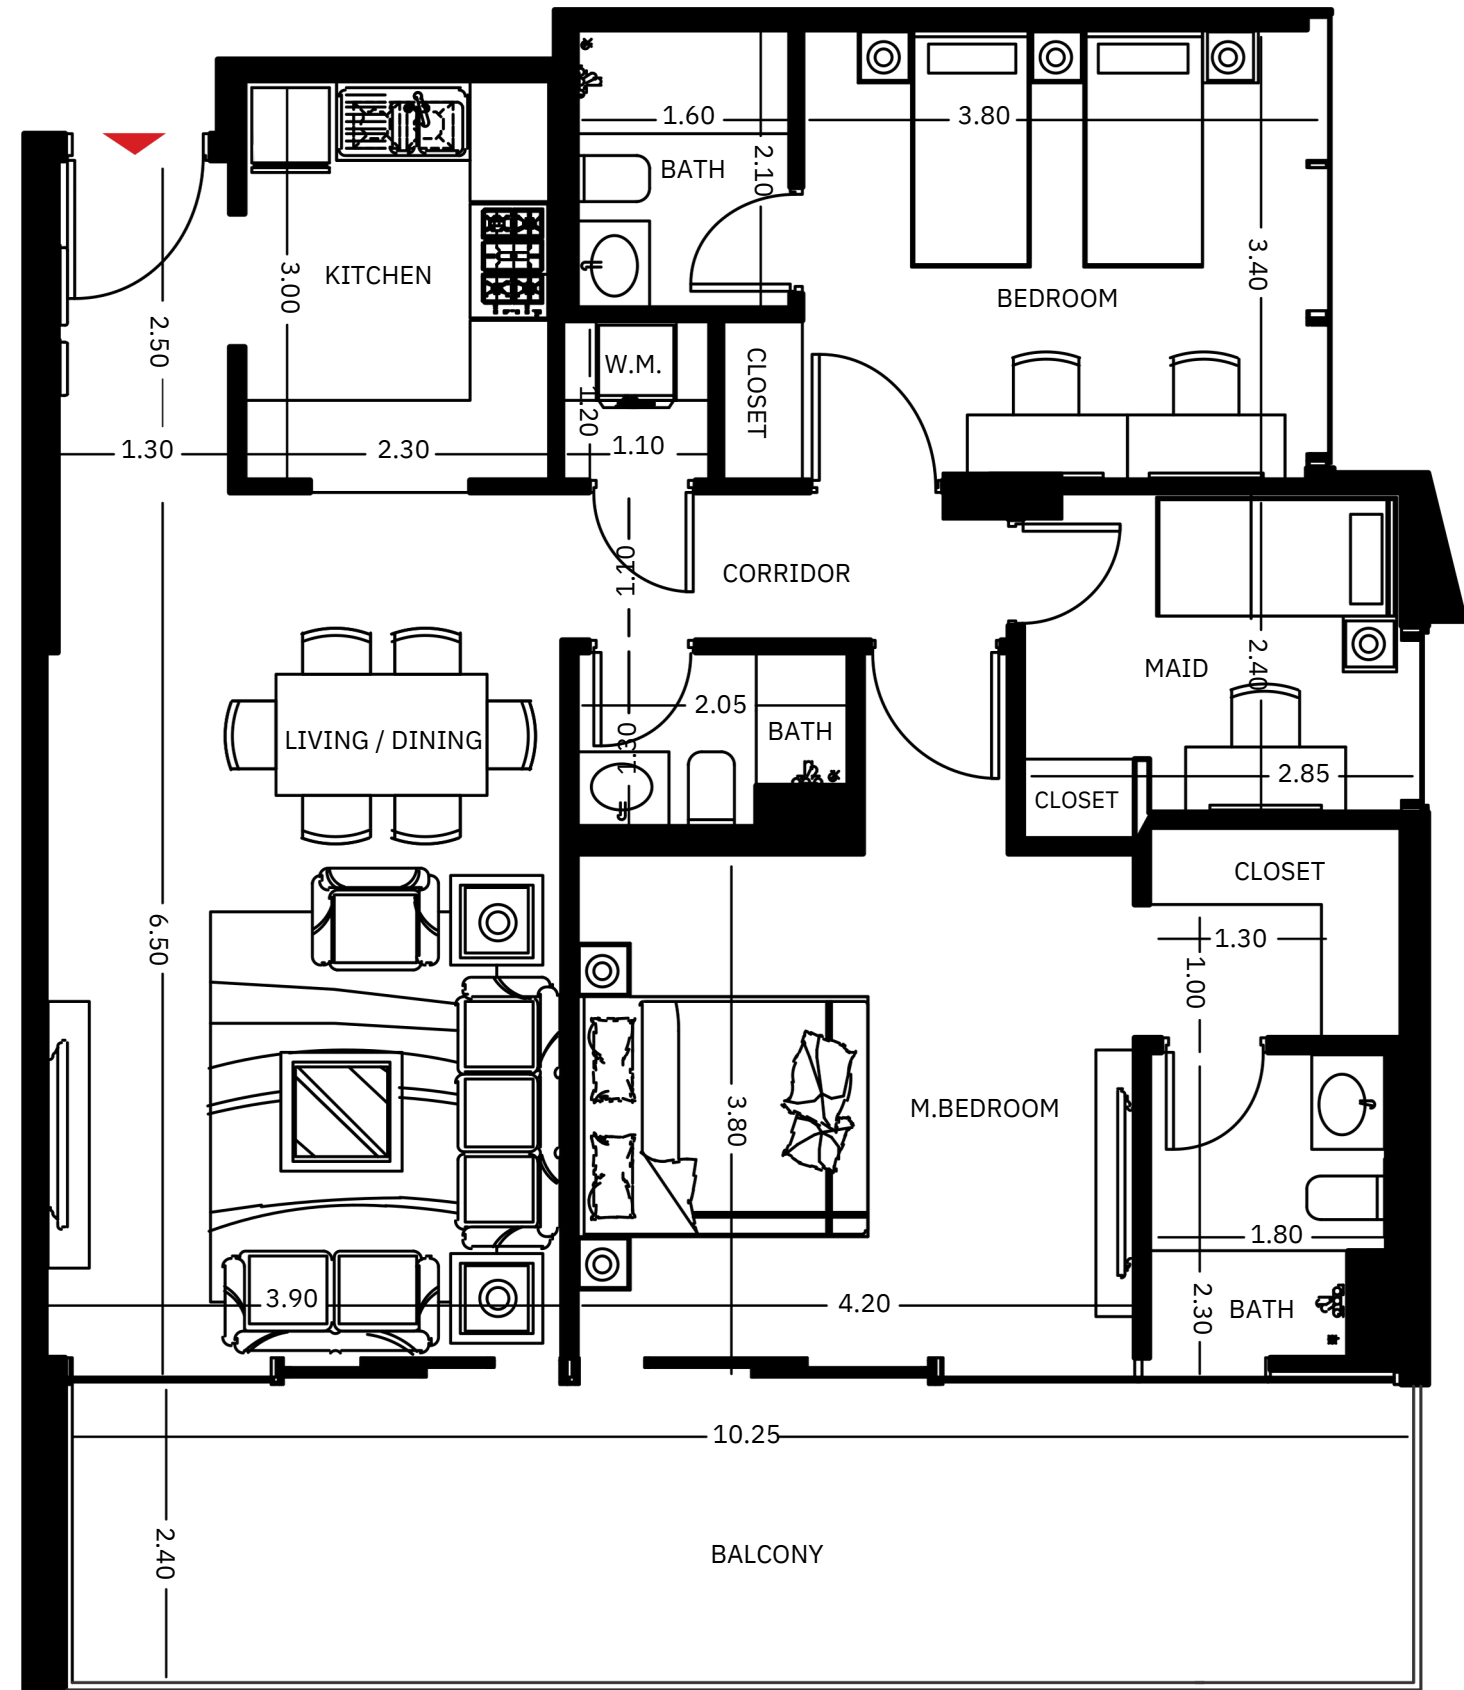 1.60
3.80
BATH
2.10
3.40
3.00
KITCHEN
BEDROOM
2.50
W.M.
CLOSET
1.20
1.30
2.30
1.10
1.10
CORRIDOR
2.40
MAID
2.05
LIVING / DINING
1.30
BATH
2.85
CLOSET
CLOSET
6.50
1.30
1.00
3.80
M.BEDROOM
1.80
3.90
4.20
2.30
BATH
10.25
2.40
BALCONY